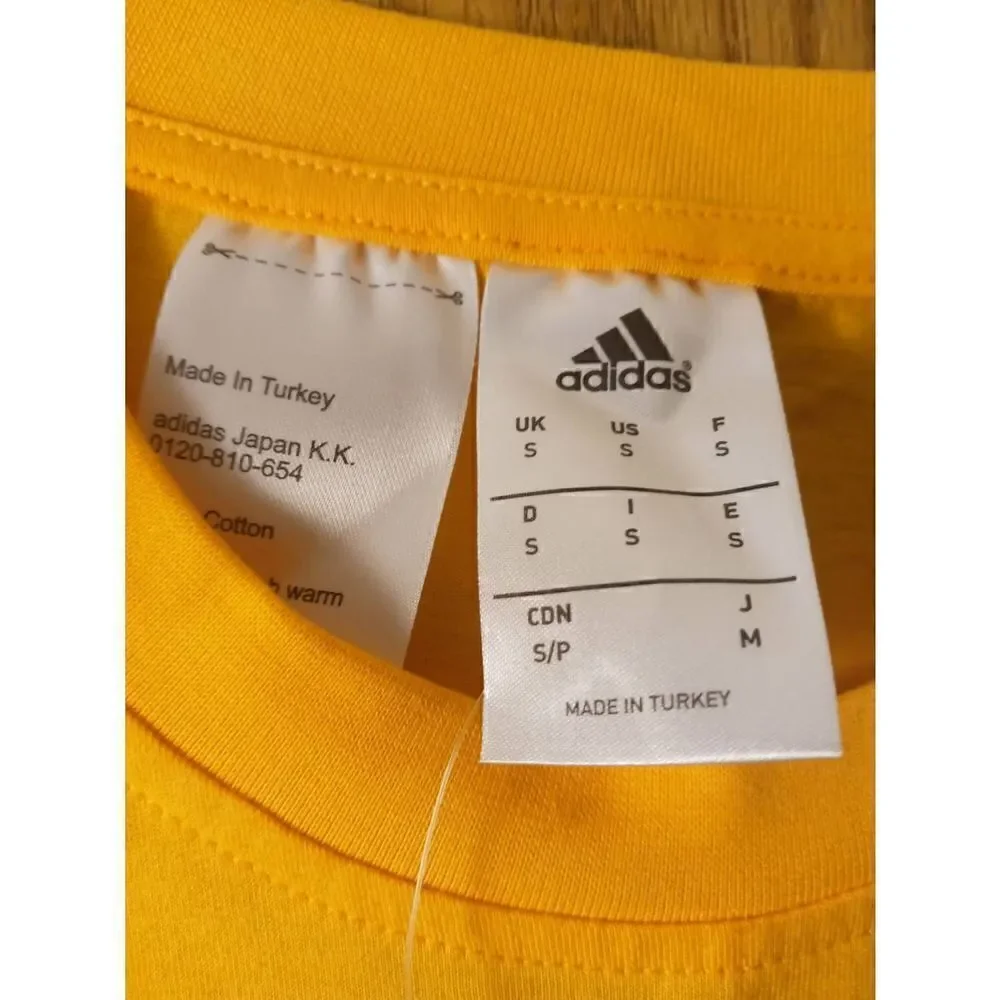 Made In Turkey
adidas Japan K.K.
0120-810-654
Cotton
warm
adidas®
UK US F
S S S
D I E
S S S
CDN J
S/P M
MADE IN TURKEY